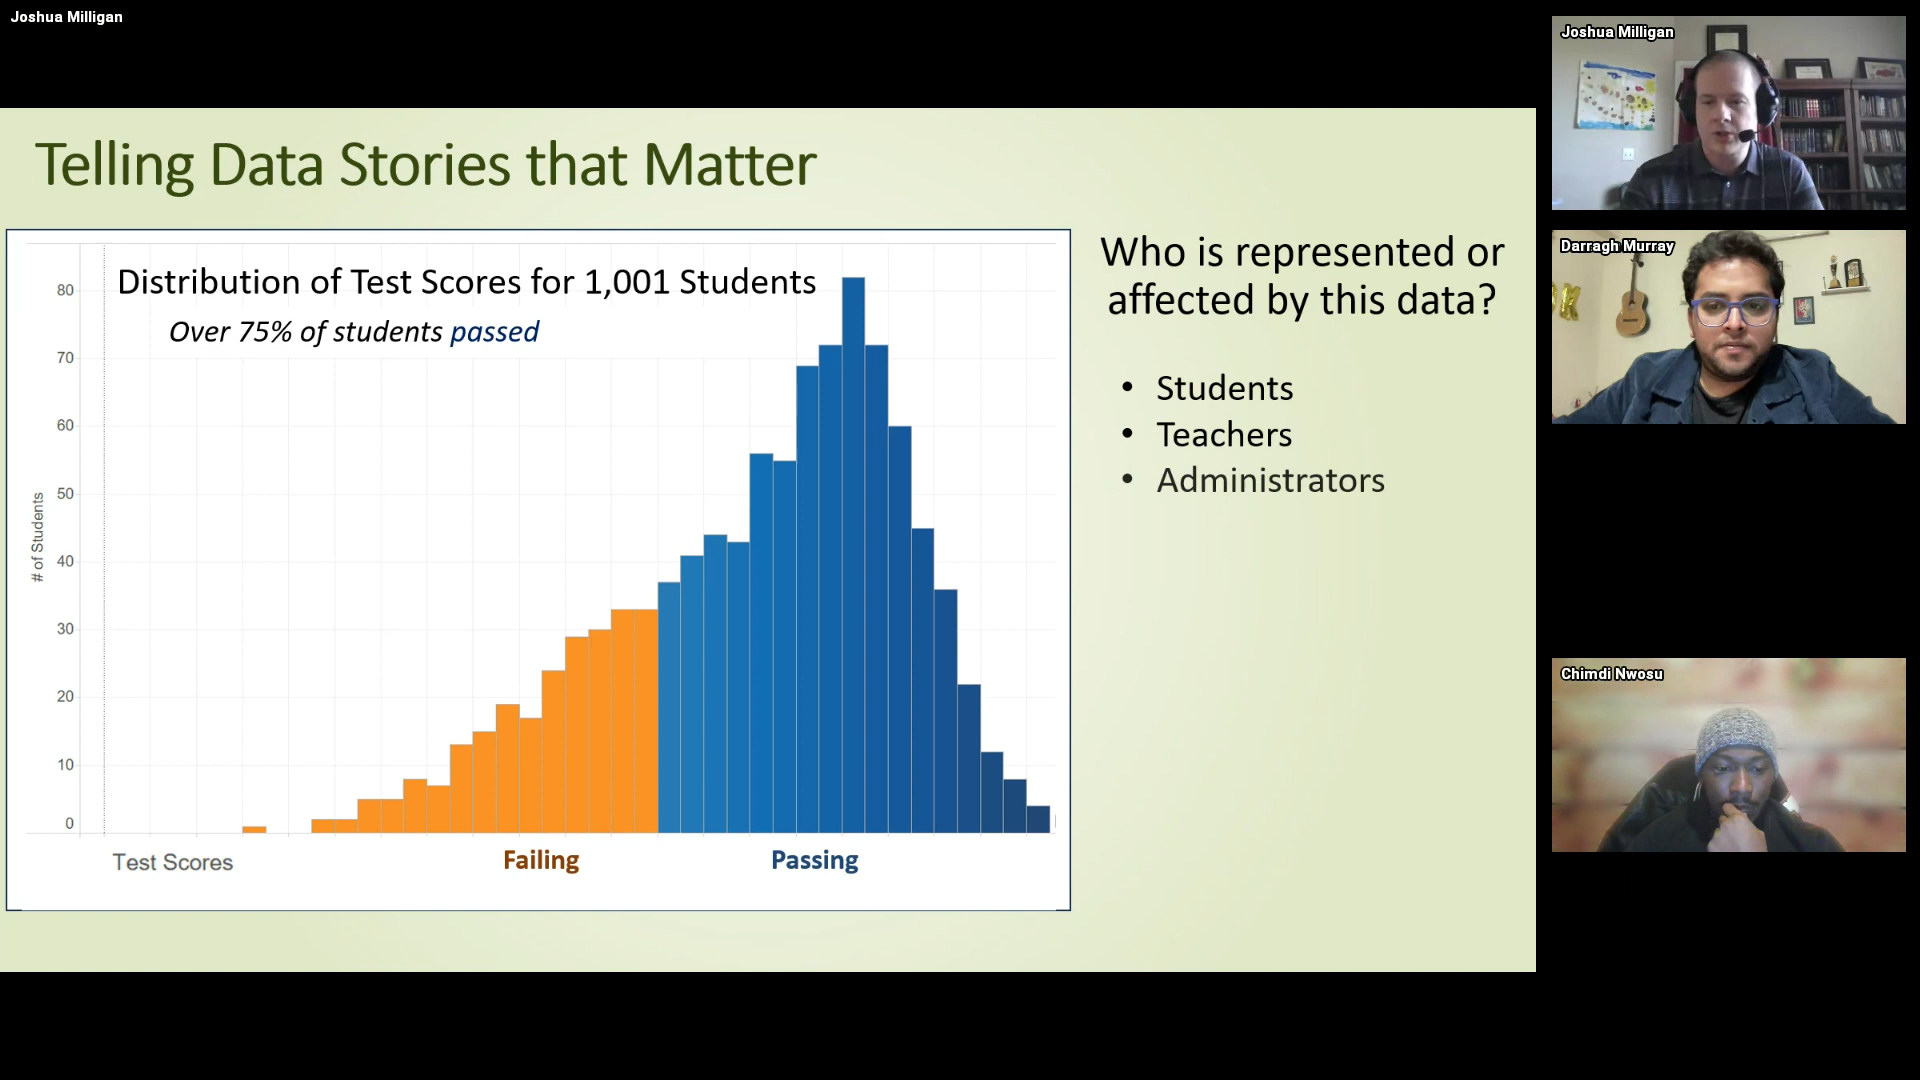 Joshua Milligan
Telling Data Stories that Matter
Distribution of Test Scores for 1,001 Students
Over 75% of students passed
80
70
60
50
40
30
20
10
0
# of Students
Test Scores
Failing
Passing
Who is represented or
affected by this data?
• Students
• Teachers
• Administrators
Joshua Milligan
Darragh Murray
Chimdi Nwosu